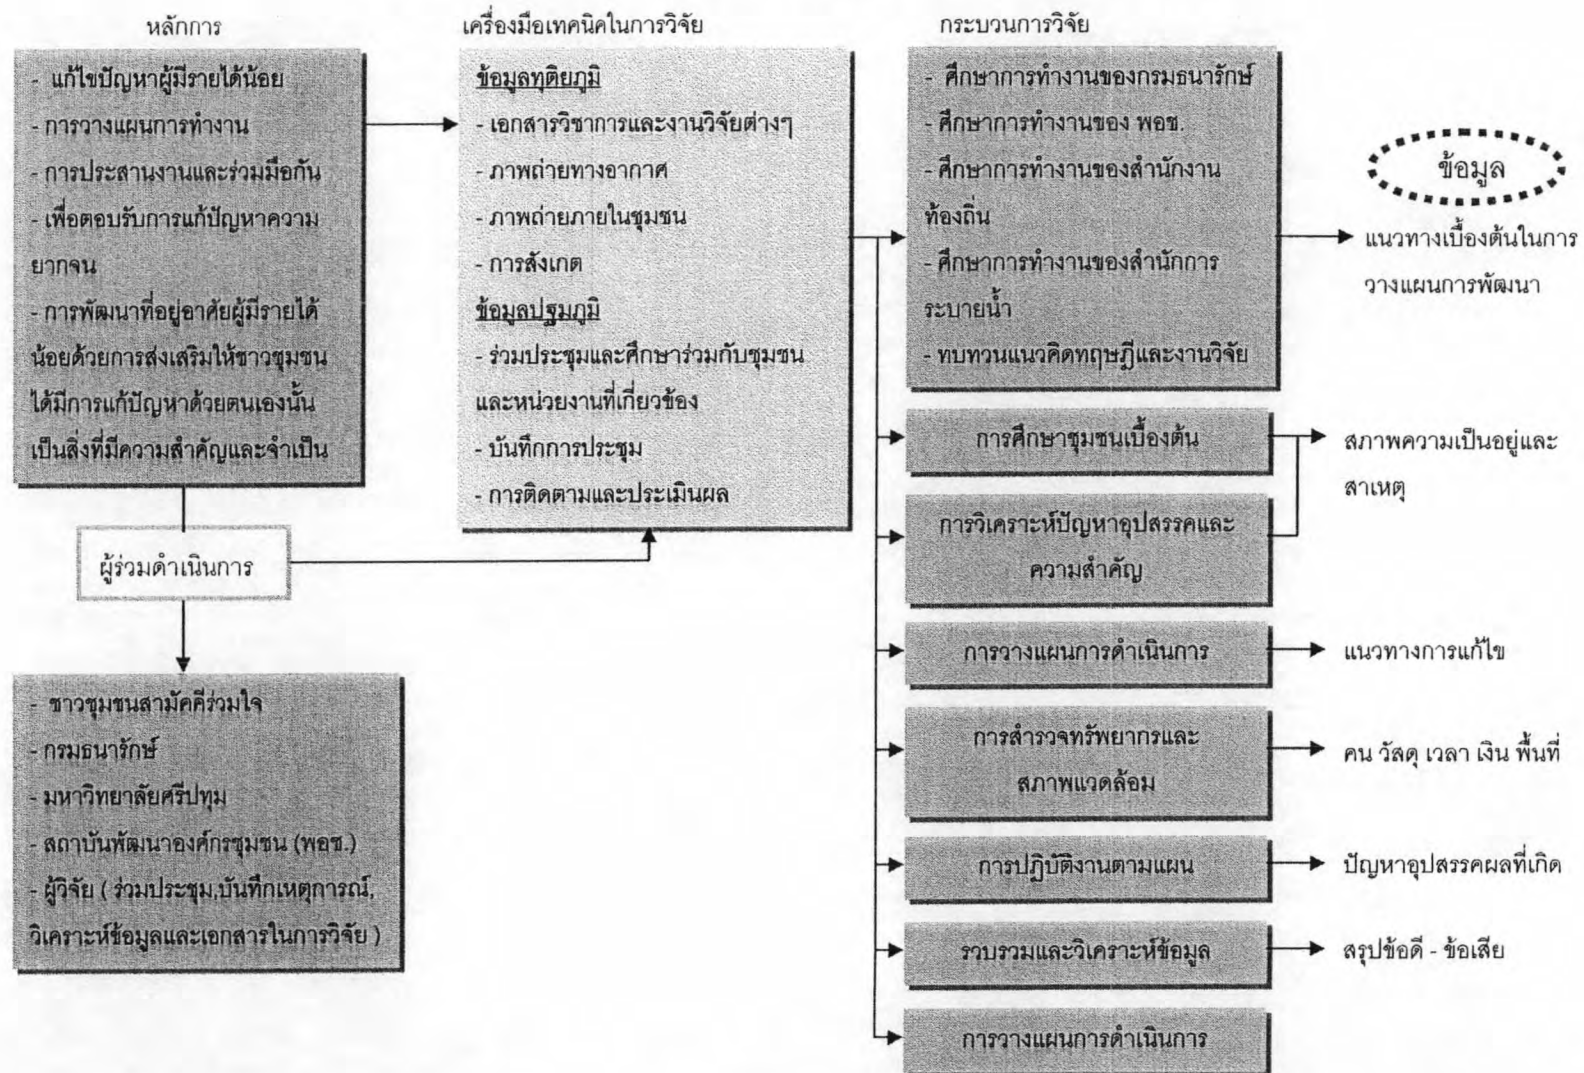 หลักการ
- แก้ไขปัญหาผู้มีรายได้น้อย
- การวางแผนการทำงาน
- การประสานงานและร่วมมือกัน
- เพื่อตอบรับการแก้ปัญหาความ
ยากจน
- การพัฒนาที่อยู่อาศัยผู้มีรายได้
น้อยด้วยการส่งเสริมให้ชาวชุมชน
ได้มีการแก้ปัญหาด้วยตนเองนั้น
เป็นสิ่งที่มีความสำคัญและจำเป็น
ผู้ร่วมดำเนินการ
- ชาวชุมชนสามัคคีร่วมใจ
- กรมธนารักษ์
- มหาวิทยาลัยศรีปทุม
- สถาบันพัฒนาองค์กรชุมชน (พอช.)
- ผู้วิจัย ( ร่วมประชุม,บันทึกเหตุการณ์,
วิเคราะห์ข้อมูลและเอกสารในการวิจัย )
เครื่องมือเทคนิคในการวิจัย
ข้อมูลทุติยภูมิ
- เอกสารวิชาการและงานวิจัยต่างๆ
- ภาพถ่ายทางอากาศ
- ภาพถ่ายภายในชุมชน
- การสังเกต
ข้อมูลปฐมภูมิ
- ร่วมประชุมและศึกษาร่วมกับชุมชน
และหน่วยงานที่เกี่ยวข้อง
- บันทึกการประชุม
- การติดตามและประเมินผล
กระบวนการวิจัย
- ศึกษาการทำงานของกรมธนารักษ์
- ศึกษาการทำงานของ พอช.
- ศึกษาการทำงานของสำนักงาน
ท้องถิ่น
- ศึกษาการทำงานของสำนักการ
ระบายน้ำ
- ทบทวนแนวคิดทฤษฎีและงานวิจัย
การศึกษาชุมชนเบื้องต้น
การวิเคราะห์ปัญหาอุปสรรคและ
ความสำคัญ
การวางแผนการดำเนินการ
การสำรวจทรัพยากรและ
สภาพแวดล้อม
การปฏิบัติงานตามแผน
รวบรวมและวิเคราะห์ข้อมูล
การวางแผนการดำเนินการ
ข้อมูล
แนวทางเบื้องต้นในการ
วางแผนการพัฒนา
สภาพความเป็นอยู่และ
สาเหตุ
แนวทางการแก้ไข
คน วัสดุ เวลา เงิน พื้นที่
ปัญหาอุปสรรคผลที่เกิด
สรุปข้อดี - ข้อเสีย